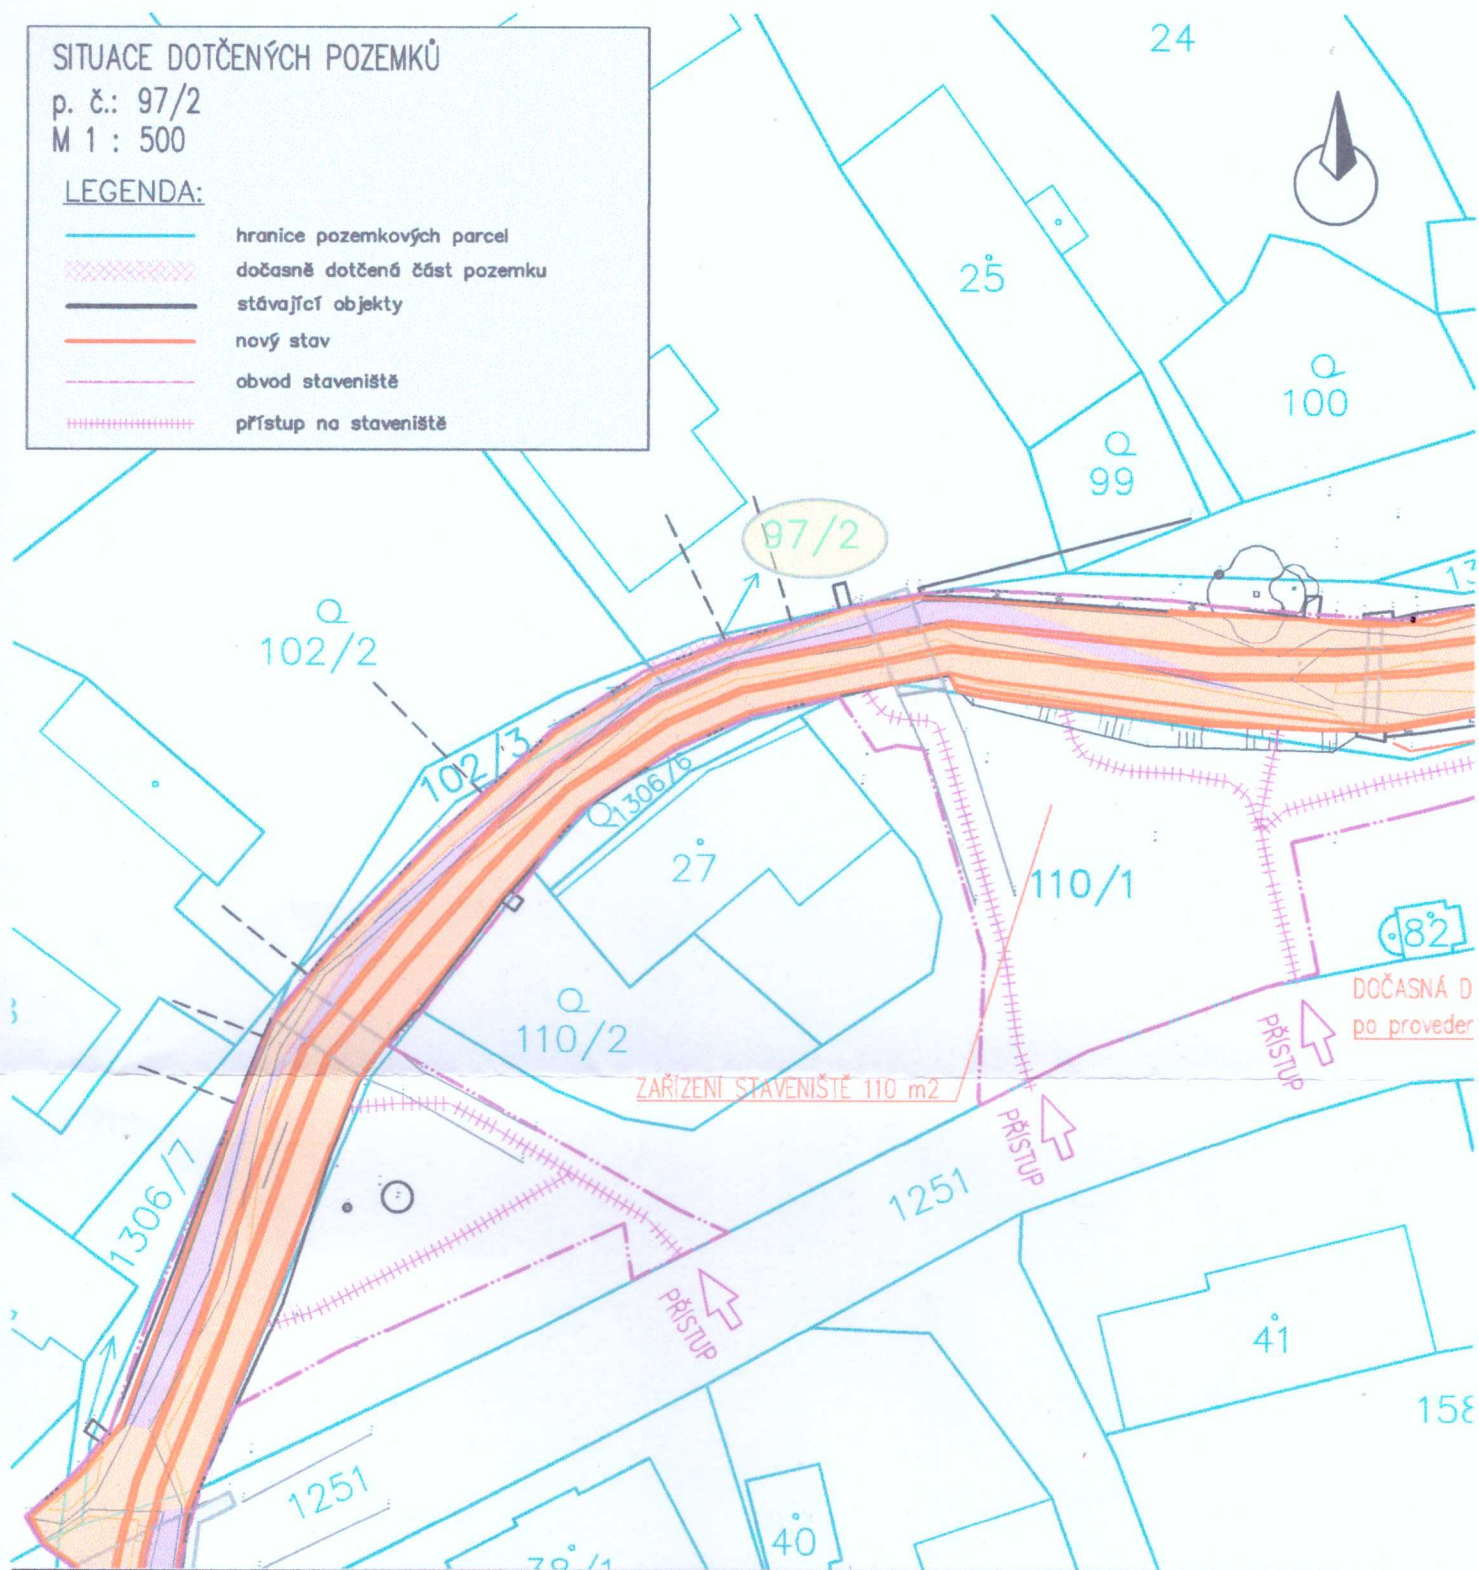 SITUACE DOTČENÝCH POZEMKŮ
p. č.: 97/2
M 1 : 500
LEGENDA:
hranice pozemkových parcel
dočasně dotčená část pozemku
stávající objekty
nový stav
obvod staveniště
přístup na staveniště
24
25
100
99
97/2
13
102/2
102/3
1306/6
27
110/1
82
DOČASNÁ D
po proveder
110/2
ZAŘÍZENÍ STAVENIŠTĚ 110 m2
PŘÍSTUP
PŘÍSTUP
1306/7
1251
PŘÍSTUP
41
158
1251
40
38/1